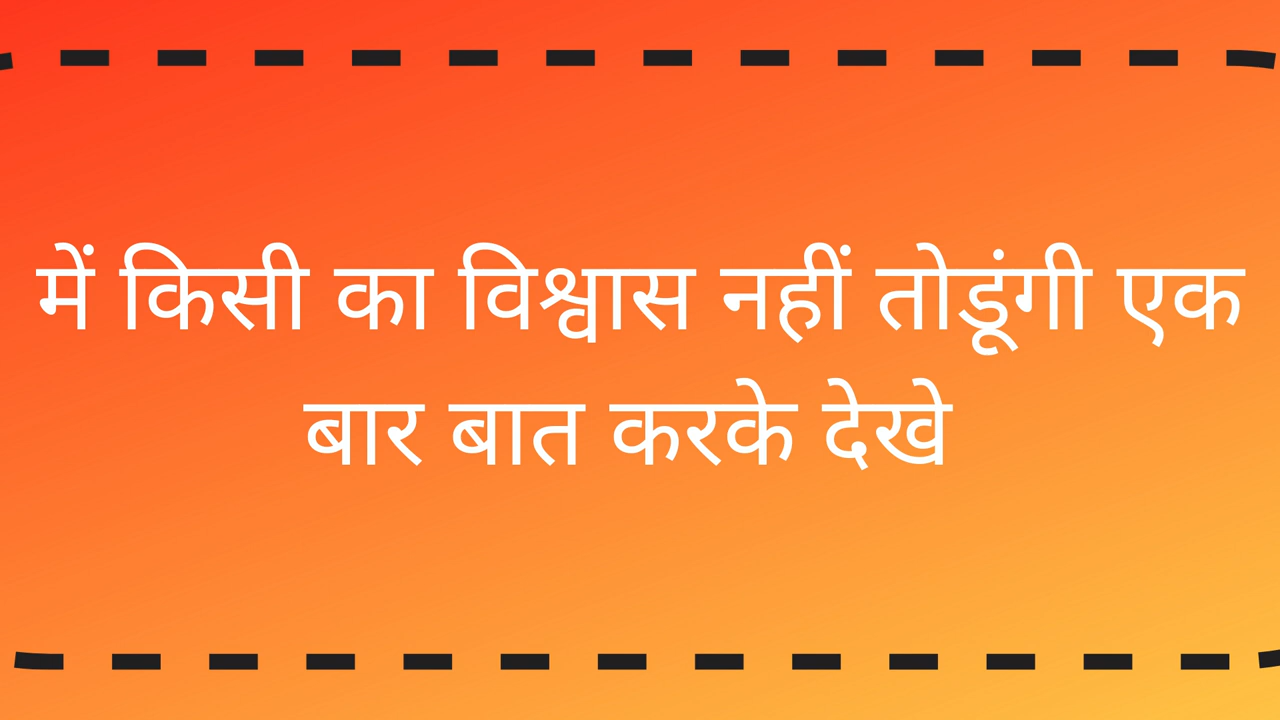 में किसी का विश्वास नहीं तोडूंगी एक
बार बात करके देखे